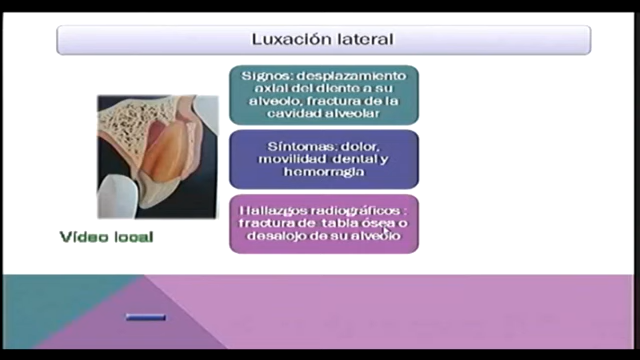 Luxación lateral
Signos: desplazamiento
axial del diente a su
alveolo, fractura de la
cavidad alveolar
Síntomas: dolor,
movilidad dental y
hemorragia
Hallazgos radiográficos :
fractura de tabla ósea o
desalojo de su alveolo
Vídeo local